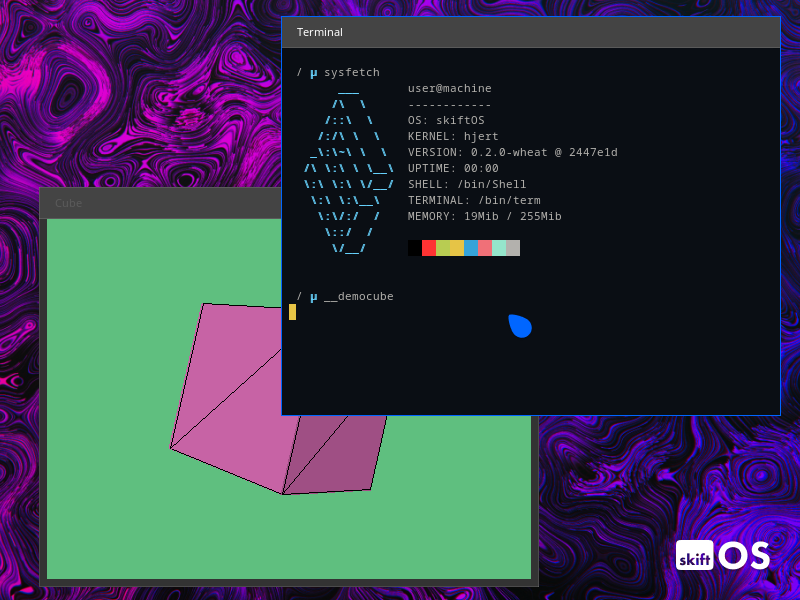 Terminal
/ µ sysfetch
user@machine
------------
OS: skiftOS
KERNEL: hjert
VERSION: 0.2.0-wheat @ 2447e1d
UPTIME: 00:00
SHELL: /bin/Shell
TERMINAL: /bin/term
MEMORY: 19Mib / 255Mib
/ µ __democube
Cube
skift OS